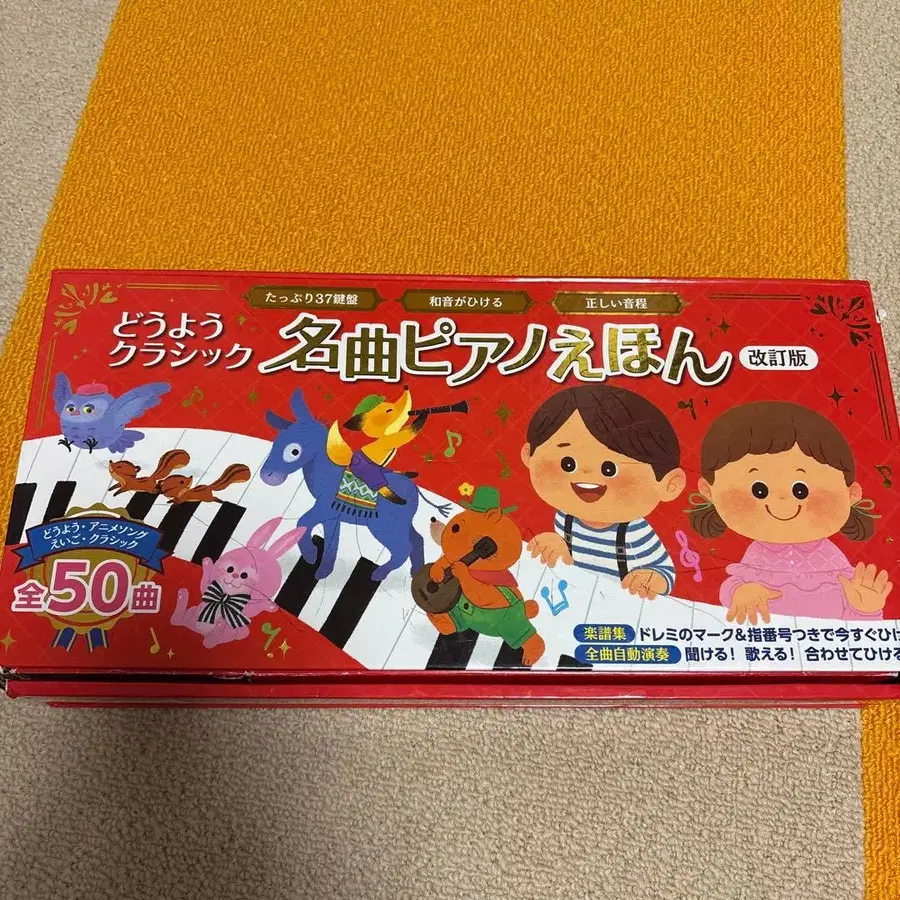 たっぷり37鍵盤
和音がひける
正しい音程
どうよう
クラシック
名曲ピアノえほん
改訂版
どうよう・アニメソング
えいご・クラシック
全50曲
楽譜集 ドレミのマーク&指番号つきで今すぐひけ
全曲自動演奏 聞ける! 歌える! 合わせてひける